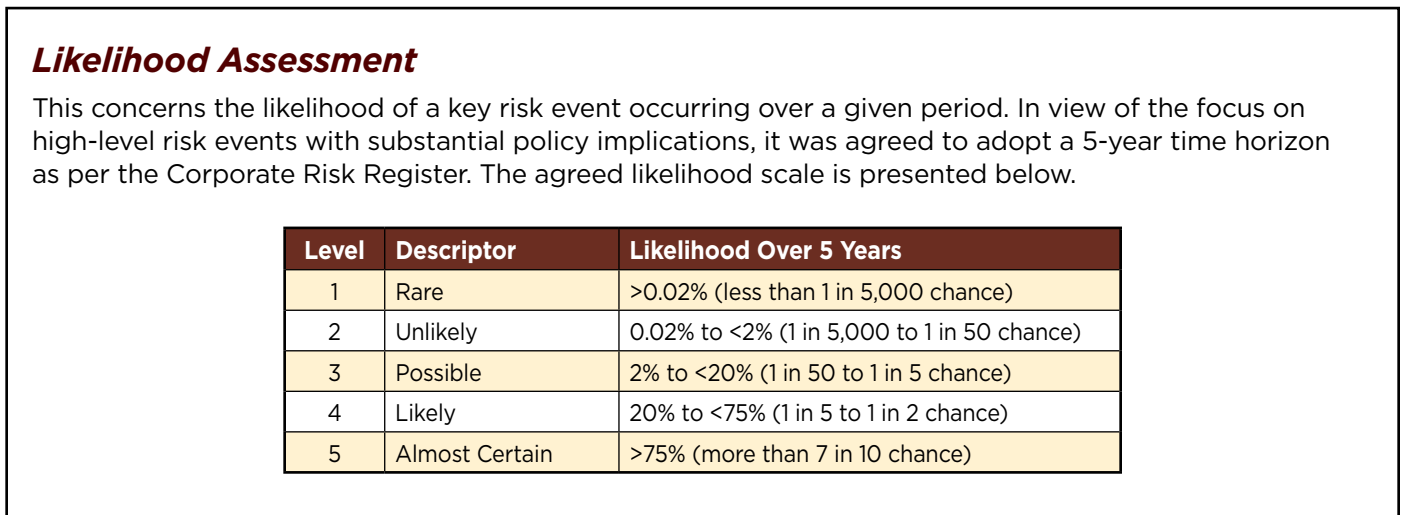 Likelihood Assessment
This concerns the likelihood of a key risk event occurring over a given period. In view of the focus on
high-level risk events with substantial policy implications, it was agreed to adopt a 5-year time horizon
as per the Corporate Risk Register. The agreed likelihood scale is presented below.
Level Descriptor Likelihood Over 5 Years
1 Rare >0.02% (less than 1 in 5,000 chance)
2 Unlikely 0.02% to <2% (1 in 5,000 to 1 in 50 chance)
3 Possible 2% to <20% (1 in 50 to 1 in 5 chance)
4 Likely 20% to <75% (1 in 5 to 1 in 2 chance)
5 Almost Certain >75% (more than 7 in 10 chance)